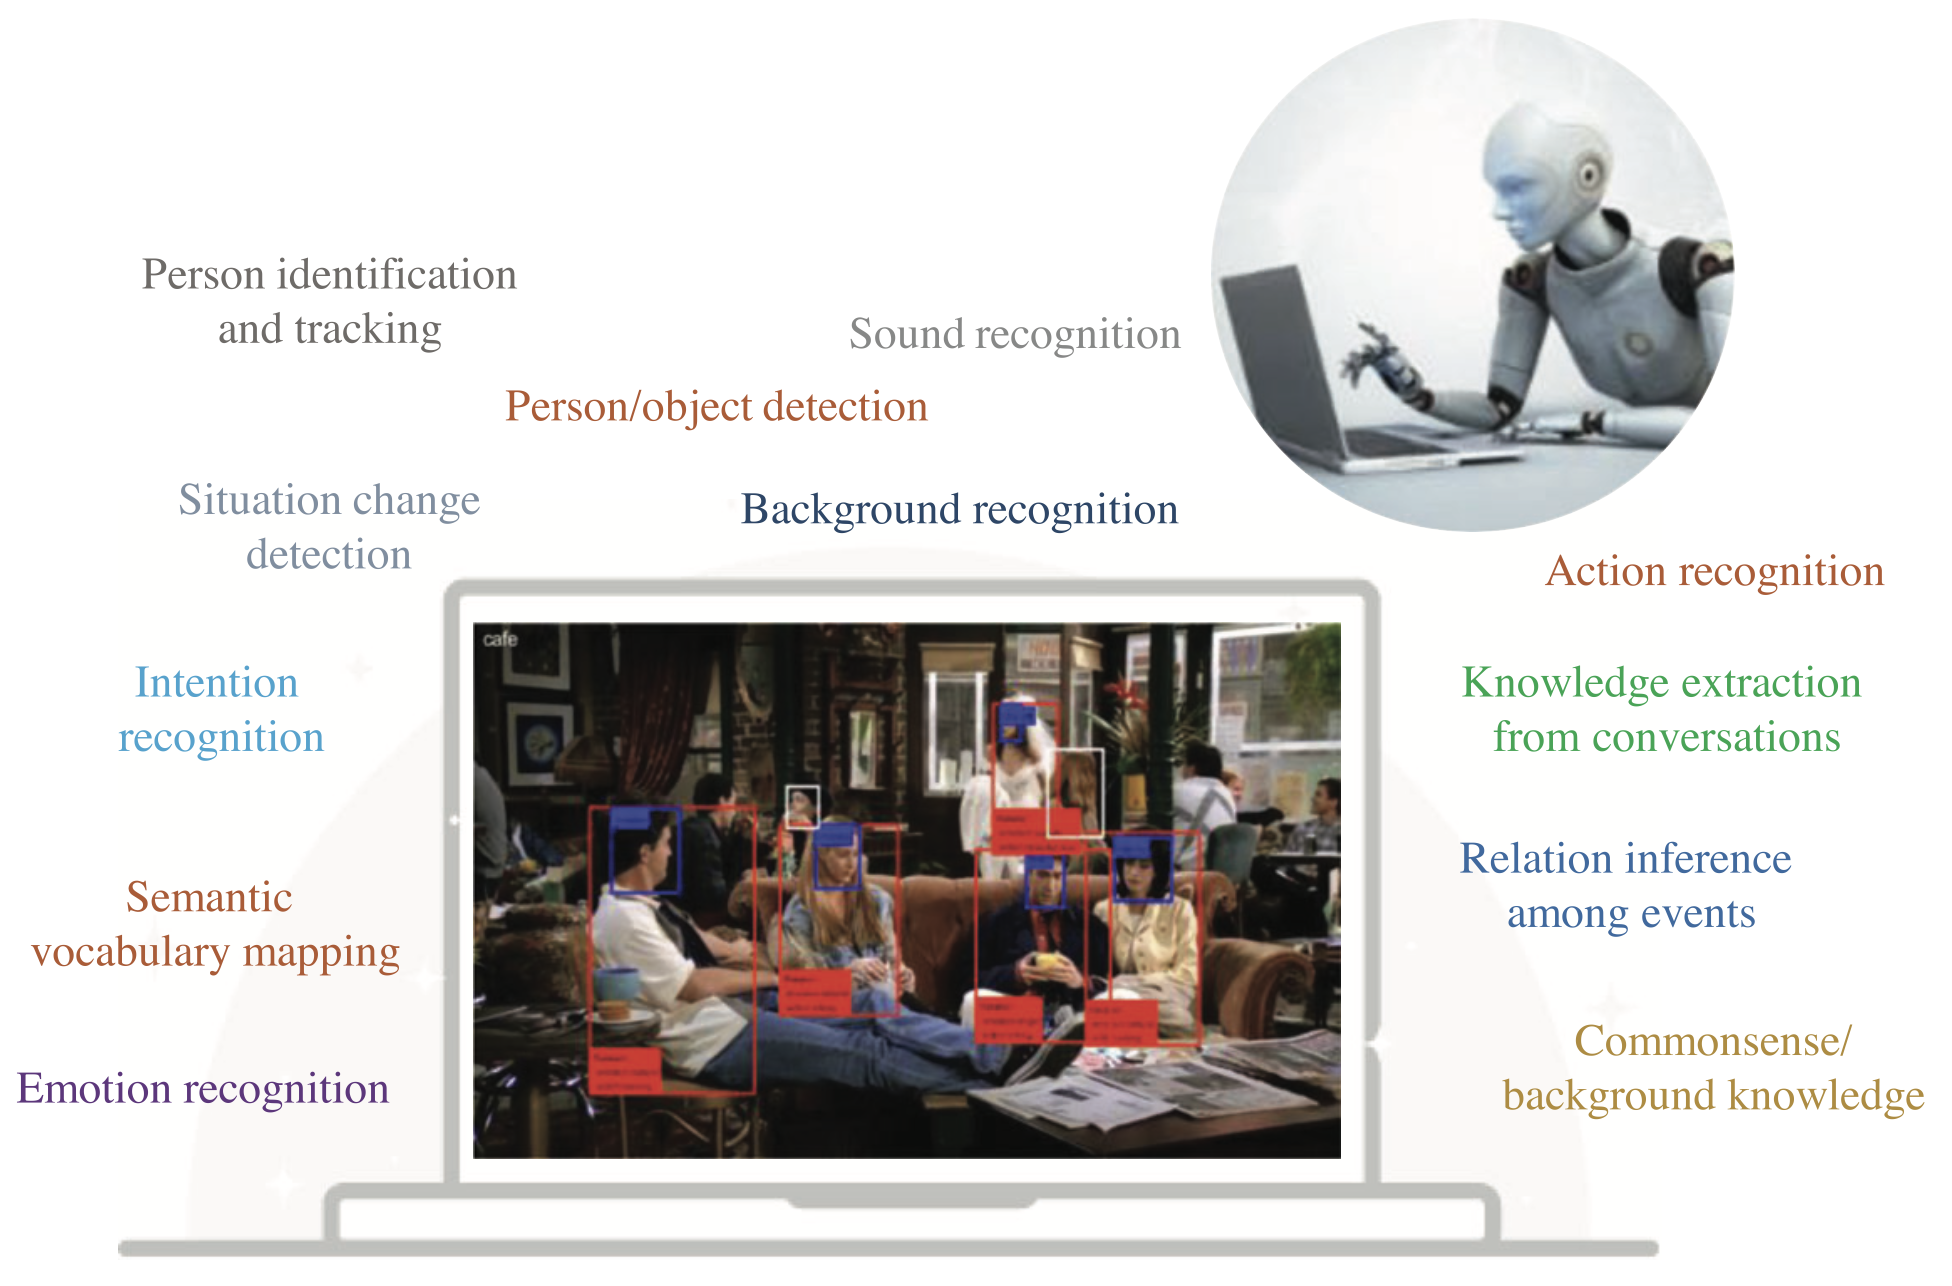 Person identification
and tracking
Sound recognition
Person/object detection
Situation change
detection
Background recognition
Action recognition
cafe
Intention
recognition
Knowledge extraction
from conversations
Semantic
vocabulary mapping
Relation inference
among events
Emotion recognition
Commonsense/
background knowledge